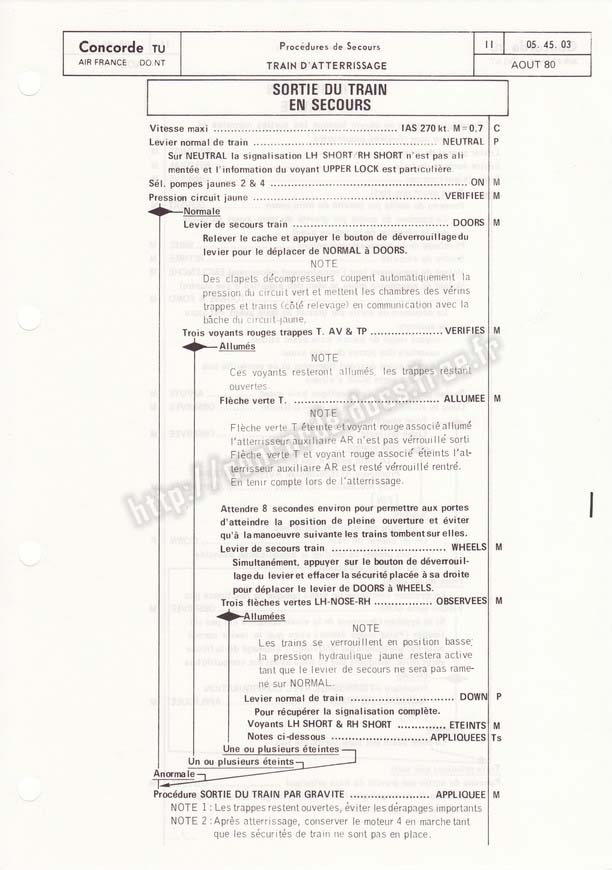 Concorde TU
AIR FRANCE DO.NT
Procédures de Secours
TRAIN D'ATTERRISSAGE
II
05. 45. 03
AOUT 80
SORTIE DU TRAIN
EN SECOURS
Vitesse maxi ................ IAS 270 kt. M=0,7 C
Levier normal de train ................ NEUTRAL P
Sur NEUTRAL la signalisation LH SHORT/RH SHORT n'est pas ali
mentée et l'information du voyant UPPER LOCK est particulière.
Sél. pompes jaunes 2 & 4 ................ ON M
Pression circuit jaune ................ VERIFIEE M
Normale
Levier de secours train ................ DOORS M
Relever le cache et appuyer le bouton de déverrouillage du
levier pour le déplacer de NORMAL à DOORS.
NOTE
Des clapets décompresseurs coupent automatiquement la
pression du circuit vert et mettent les chambres des vérins
trappes et trains (côté relevage) en communication avec la
bâche du circuit-jaune.
Trois voyants rouges trappes T. AV & TP ................ VERIFIES M
Allumés
NOTE
Ces voyants resteront allumés, les trappes restant
ouvertes.
Flèche verte T. ................ ALLUMEE M
NOTE
Flèche verte T éteinte et voyant rouge associé allumé
l'atterrisseur auxiliaire AR n'est pas vérrouillé sorti
Flèche verte T et voyant rouge associé éteints l'at-
terrisseur auxiliaire AR est resté vérrouillé rentré.
En tenir compte lors de l'atterrissage.
Attendre 8 secondes environ pour permettre aux portes
d'atteindre la position de pleine ouverture et éviter
qu'à la manoeuvre suivante les trains tombent sur elles.
Levier de secours train ................ WHEELS M
Simultanément, appuyer sur le bouton de déverrouil-
lage du levier et effacer la sécurité placée à sa droite
pour déplacer le levier de DOORS à WHEELS.
Trois flèches vertes LH-NOSE-RH ................ OBSERVEES M
Allumées
NOTE
Les trains se verrouillent en position basse;
la pression hydraulique jaune restera active
tant que le levier de secours ne sera pas rame-
né sur NORMAL.
Levier normal de train ................ DOWN P
Pour récupérer la signalisation complète.
Voyants LH SHORT & RH SHORT ................ ETEINTS M
Notes ci-dessous ................ APPLIQUEES Ts
Une ou plusieurs éteintes
Un ou plusieurs éteints
Anormale
Procédure SORTIE DU TRAIN PAR GRAVITE ................ APPLIQUEE M
NOTE 1 : Les trappes restent ouvertes, éviter les dérapages importants
NOTE 2 : Après atterrissage, conserver le moteur 4 en marche tant
que les sécurités de train ne sont pas en place.